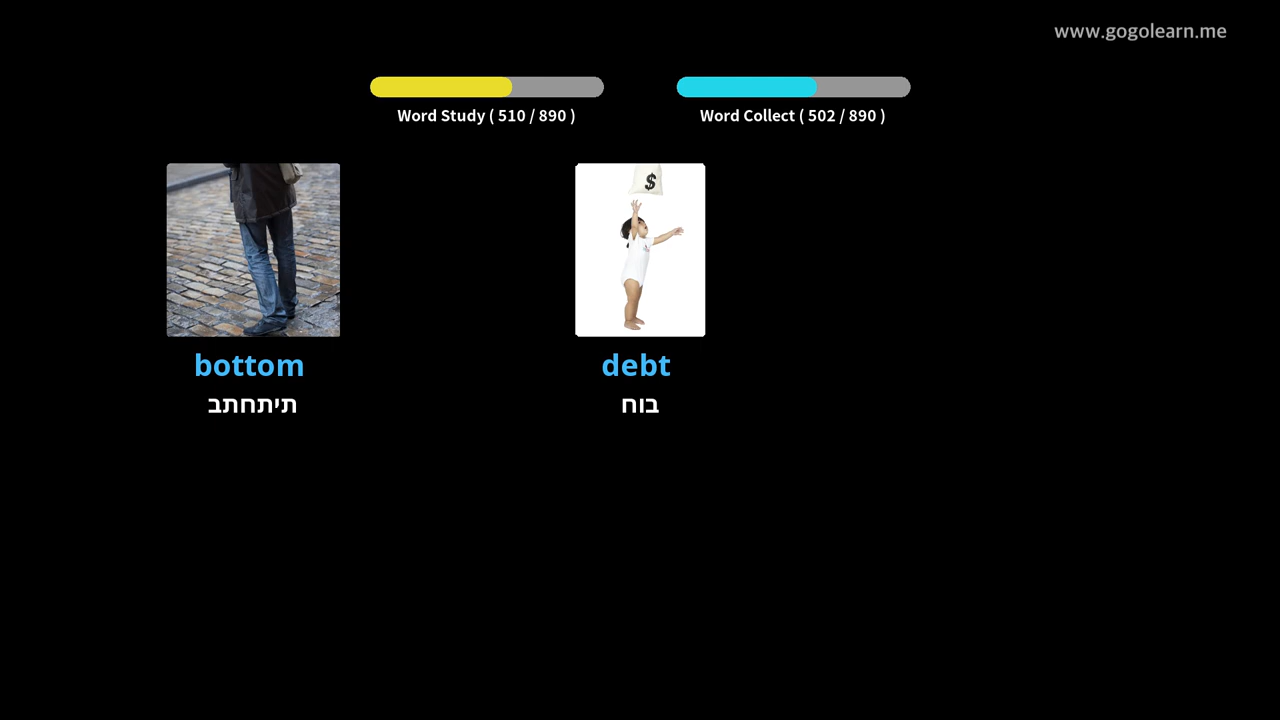 www.gogolearn.me
Word Study ( 510 / 890 )
Word Collect ( 502 / 890 )
$
bottom
תיתחתב
debt
בוח